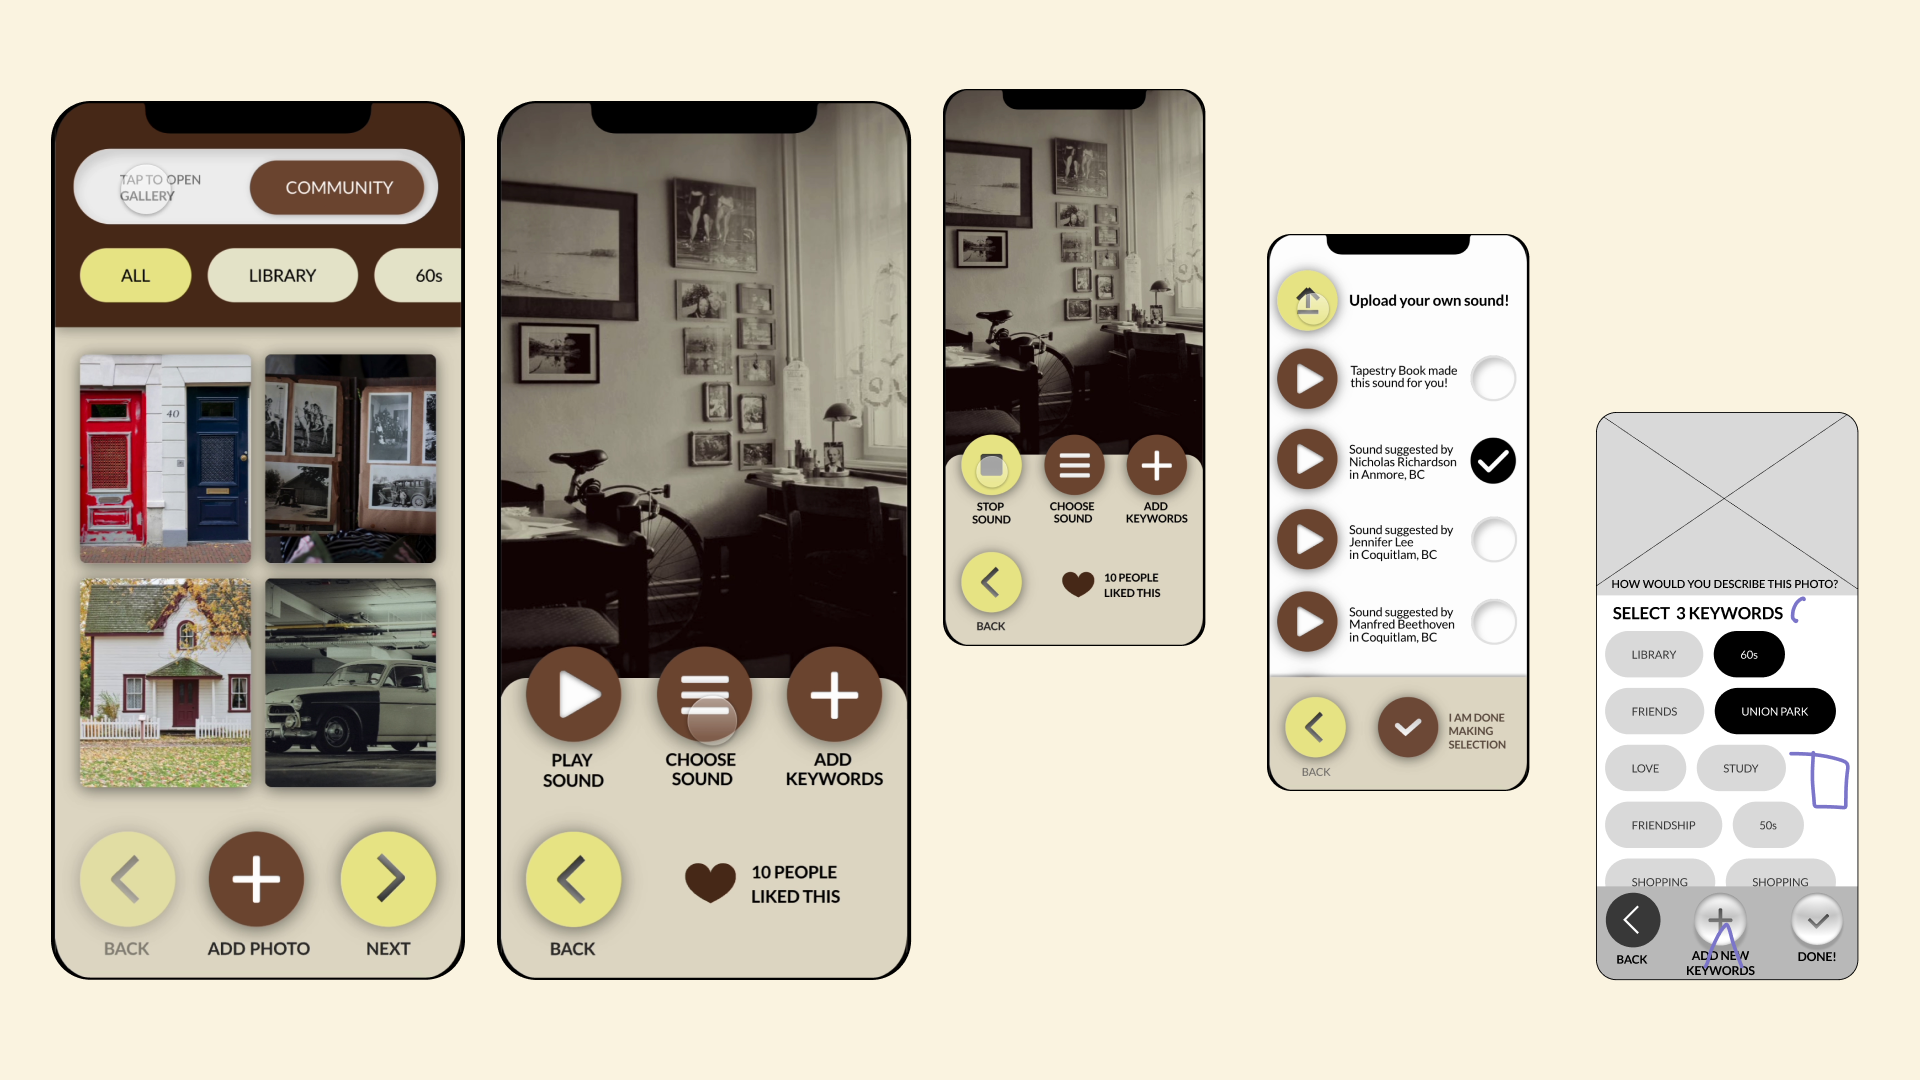 TAP TO OPEN
GALLERY
COMMUNITY
ALL
LIBRARY
60s
40
BACK
ADD PHOTO
NEXT
PLAY
SOUND
CHOOSE
SOUND
ADD
KEYWORDS
BACK
10 PEOPLE
LIKED THIS
STOP
SOUND
CHOOSE
SOUND
ADD
KEYWORDS
BACK
10 PEOPLE
LIKED THIS
Upload your own sound!
Tapestry Book made
this sound for you!
Sound suggested by
Nicholas Richardson
in Anmore, BC
Sound suggested by
Jennifer Lee
in Coquitlam, BC
Sound suggested by
Manfred Beethoven
in Coquitlam, BC
BACK
I AM DONE
MAKING
SELECTION
HOW WOULD YOU DESCRIBE THIS PHOTO?
SELECT 3 KEYWORDS
LIBRARY
60s
FRIENDS
UNION PARK
LOVE
STUDY
FRIENDSHIP
50s
SHOPPING
SHOPPING
BACK
ADD NEW
KEYWORDS
DONE!